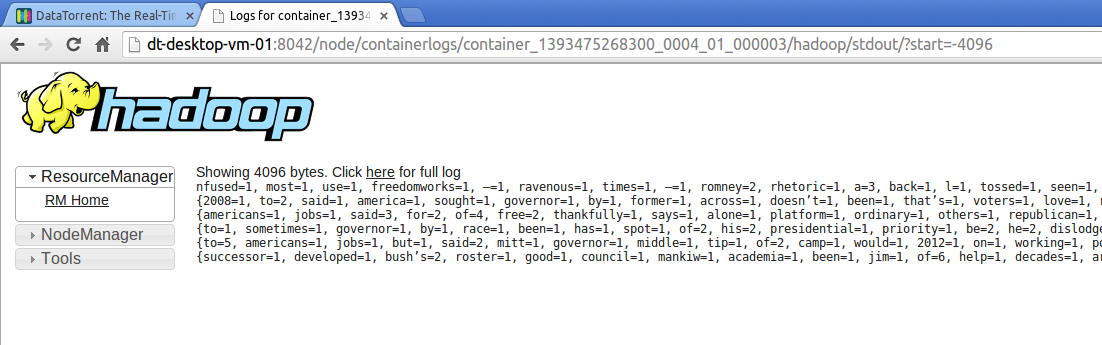 DataTorrent: The Real-Tim
Logs for container_13934
dt-desktop-vm-01:8042/node/containerlogs/container_1393475268300_0004_01_000003/hadoop/stdout/?start=-4096
hadoop
ResourceManager
RM Home
NodeManager
Tools
Showing 4096 bytes. Click here for full log
nfused=1, most=1, use=1, freedomworks=1, —=1, ravenous=1, times=1, –=1, romney=2, rhetoric=1, a=3, back=1, l=1, tossed=1, seen=1,
{2008=1, to=2, said=1, america=1, sought=1, governor=1, by=1, former=1, across=1, doesn’t=1, been=1, that’s=1, voters=1, love=1,
{americans=1, jobs=1, said=3, for=2, of=4, free=2, thankfully=1, says=1, alone=1, platform=1, ordinary=1, others=1, republican=1,
{to=1, sometimes=1, governor=1, by=1, race=1, been=1, has=1, spot=1, of=2, his=2, presidential=1, priority=1, be=2, he=2, dislodge
{to=5, americans=1, jobs=1, but=1, said=2, mitt=1, governor=1, middle=1, tip=1, of=2, camp=1, would=1, 2012=1, on=1, working=1, po
{successor=1, developed=1, bush’s=2, roster=1, good=1, council=1, mankiw=1, academia=1, been=1, jim=1, of=6, help=1, decades=1, ar